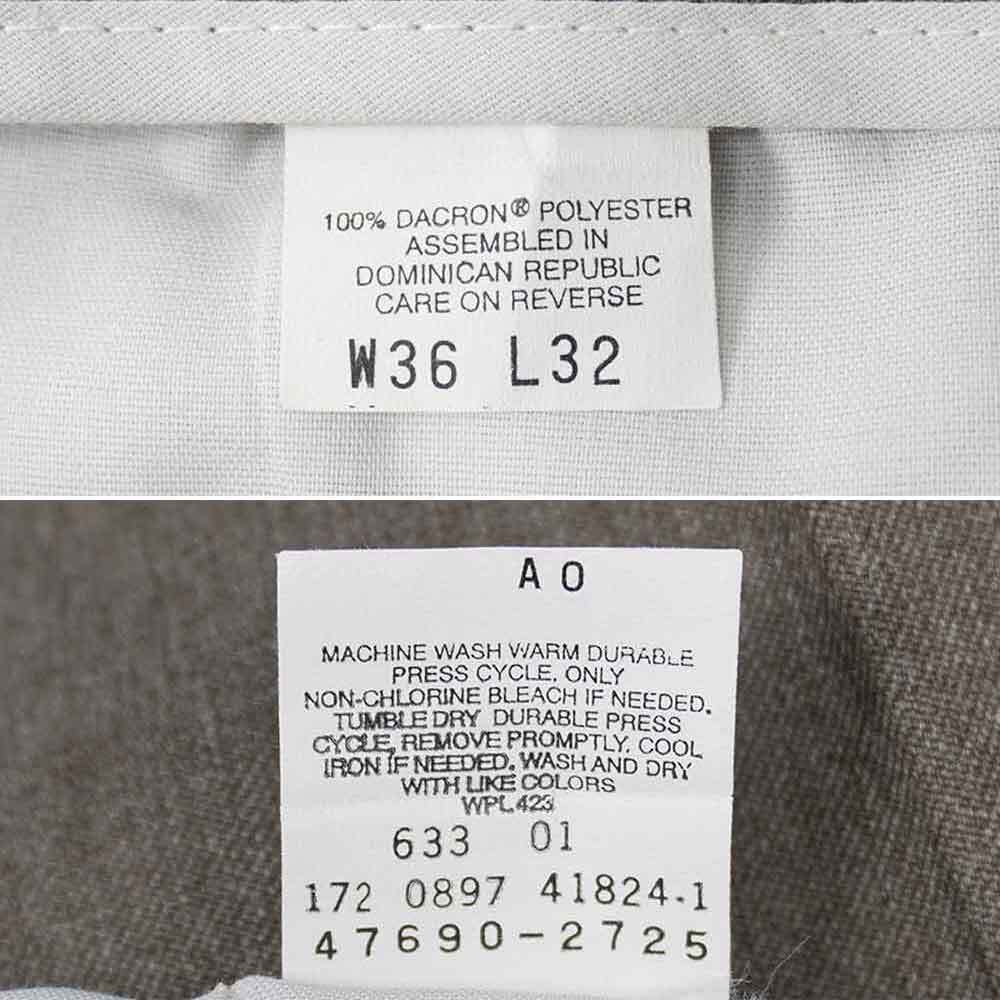 100% DACRON® POLYESTER
ASSEMBLED IN
DOMINICAN REPUBLIC
CARE ON REVERSE
W36 L32
A O
MACHINE WASH WARM DURABLE
PRESS CYCLE, ONLY
NON-CHLORINE BLEACH IF NEEDED.
TUMBLE DRY DURABLE PRESS
CYCLE, REMOVE PROMPTLY. COOL
IRON IF NEEDED. WASH AND DRY
WITH LIKE COLORS
WPL 423
633 01
172 0897 41824-1
47690-2725